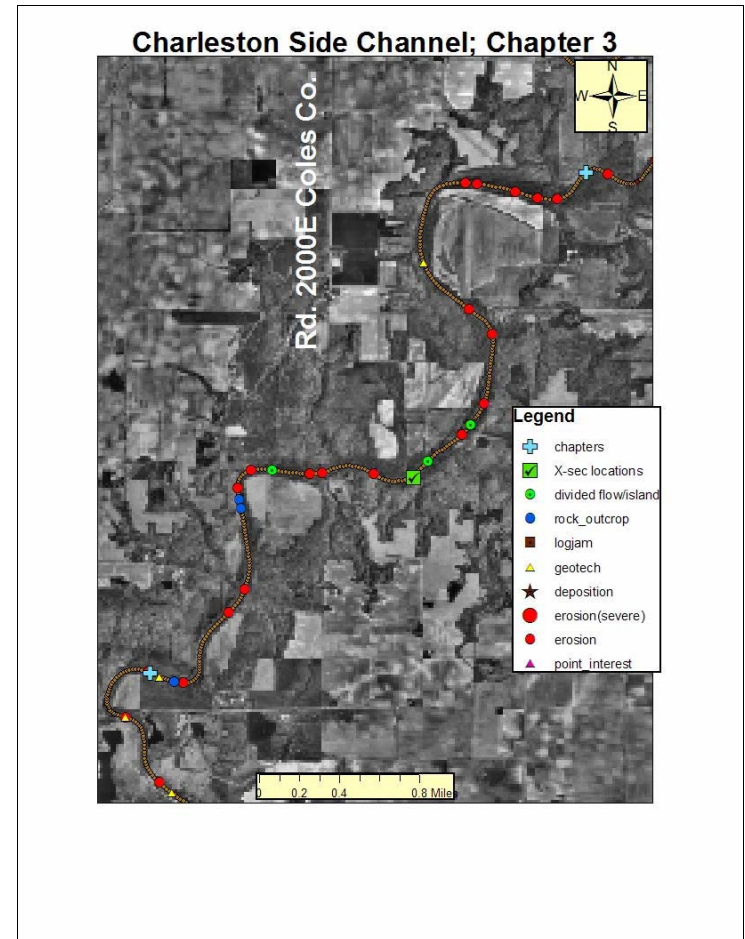 Charleston Side Channel; Chapter 3
N
W E
S
Rd. 2000E Coles Co.
Legend
chapters
X-sec locations
divided flow/island
rock_outcrop
logjam
geotech
deposition
erosion(severe)
erosion
point_interest
0 0.2 0.4 0.8 Miles